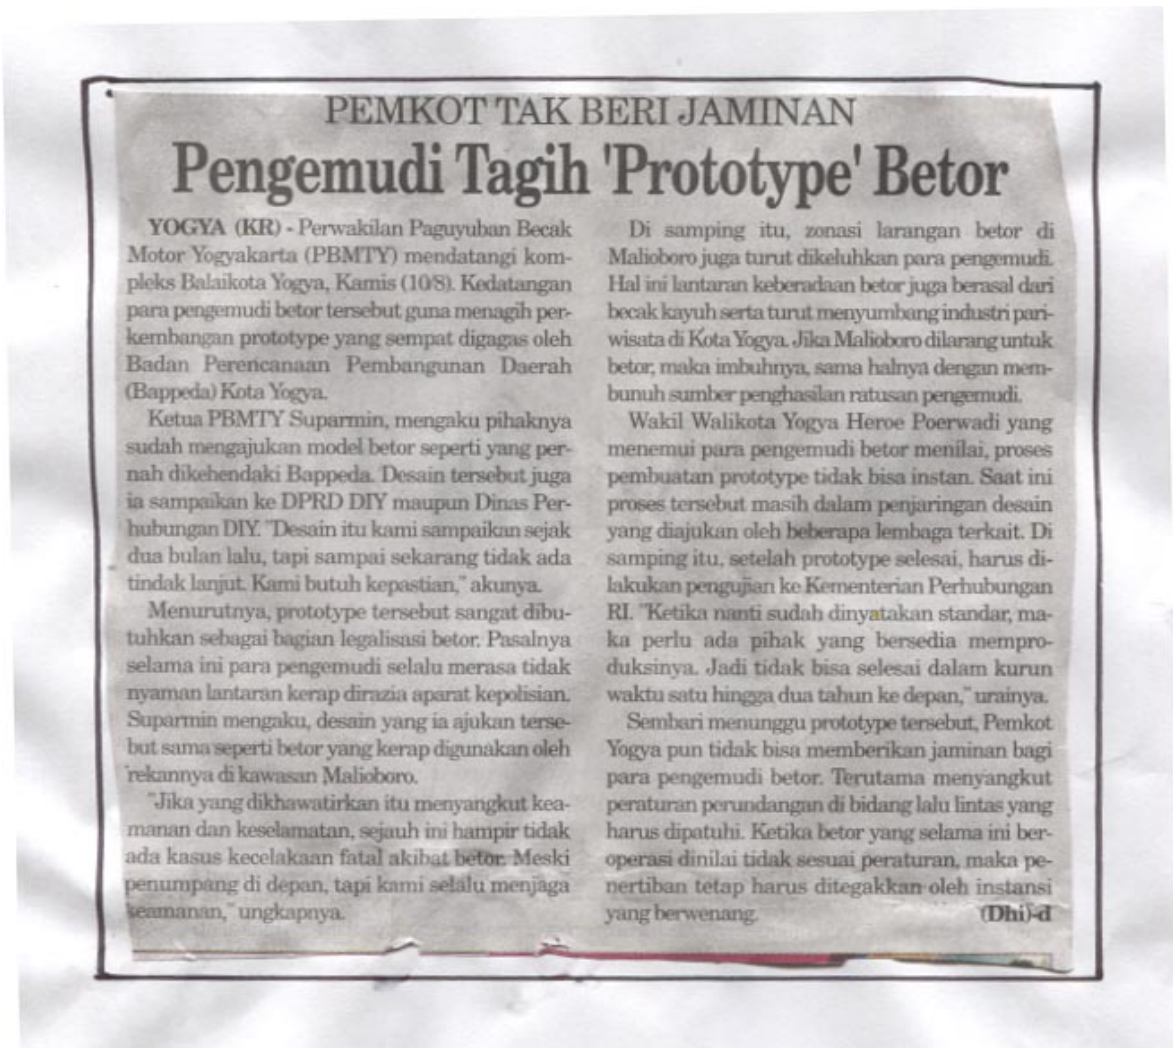 PEMKOT TAK BERI JAMINAN
Pengemudi Tagih 'Prototype' Betor
YOGYA (KR) - Perwakilan Paguyuban Becak
Motor Yogyakarta (PBMTY) mendatangi kom-
pleks Balaikota Yogya, Kamis (10/8). Kedatangan
para pengemudi betor tersebut guna menagih per-
kembangan prototype yang sempat digagas oleh
Badan Perencanaan Pembangunan Daerah
(Bappeda) Kota Yogya.
Ketua PBMTY Suparmin, mengaku pihaknya
sudah mengajukan model betor seperti yang per-
nah dikehendaki Bappeda. Desain tersebut juga
ia sampaikan ke DPRD DIY maupun Dinas Per-
hubungan DIY. "Desain itu kami sampaikan sejak
dua bulan lalu, tapi sampai sekarang tidak ada
tindak lanjut. Kami butuh kepastian," akunya.
Menurutnya, prototype tersebut sangat dibu-
tuhkan sebagai bagian legalisasi betor. Pasalnya
selama ini para pengemudi selalu merasa tidak
nyaman lantaran kerap dirazia aparat kepolisian.
Suparmin mengaku, desain yang ia ajukan terse-
but sama seperti betor yang kerap digunakan oleh
rekannya di kawasan Malioboro.
"Jika yang dikhawatirkan itu menyangkut kea-
manan dan keselamatan, sejauh ini hampir tidak
ada kasus kecelakaan fatal akibat betor. Meski
penumpang di depan, tapi kami selalu menjaga
keamanan," ungkapnya.
Di samping itu, zonasi larangan betor di
Malioboro juga turut dikeluhkan para pengemudi.
Hal ini lantaran keberadaan betor juga berasal dari
becak kayuh serta turut menyumbang industri pari-
wisata di Kota Yogya. Jika Malioboro dilarang untuk
betor, maka imbuhnya, sama halnya dengan mem-
bunuh sumber penghasilan ratusan pengemudi.
Wakil Walikota Yogya Heroe Poerwadi yang
menemui para pengemudi betor menilai, proses
pembuatan prototype tidak bisa instan. Saat ini
proses tersebut masih dalam penjaringan desain
yang diajukan oleh beberapa lembaga terkait. Di
samping itu, setelah prototype selesai, harus di-
lakukan pengujian ke Kementerian Perhubungan
RI. "Ketika nanti sudah dinyatakan standar, ma-
ka perlu ada pihak yang bersedia mempro-
duksinya. Jadi tidak bisa selesai dalam kurun
waktu satu hingga dua tahun ke depan," urainya.
Sembari menunggu prototype tersebut, Pemkot
Yogya pun tidak bisa memberikan jaminan bagi
para pengemudi betor. Terutama menyangkut
peraturan perundangan di bidang lalu lintas yang
harus dipatuhi. Ketika betor yang selama ini ber-
operasi dinilai tidak sesuai peraturan, maka pe-
nertiban tetap harus ditegakkan oleh instansi
yang berwenang. (Dhi)-d